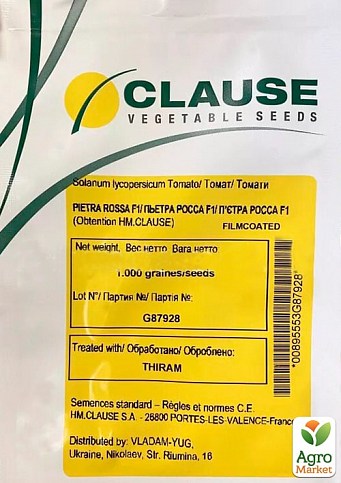 CLAUSE
VEGETABLE SEEDS
Solanum lycopersicum Tomato/ Томат/ Томати
PIETRA ROSSA F1/ ПЬЕТРА РОССА F1/ П'ЄТРА РОССА F1
(Obtention HM.CLAUSE) FILMCOATED
Net weight, Вес нетто, Вага нетто
1.000 graines/seeds
Lot N°/ Партия №/ Партія №:
G87928
Treated with/ Обработано/ Оброблено:
THIRAM
*00895553G87928*
Semences standard – Règles et normes C.E.
HM.CLAUSE S.A. - 26800 PORTES-LES-VALENCE-France
Distributed by: VLADAM-YUG,
Ukraine, Nikolaev, Str. Riumina, 16
Agro
Market